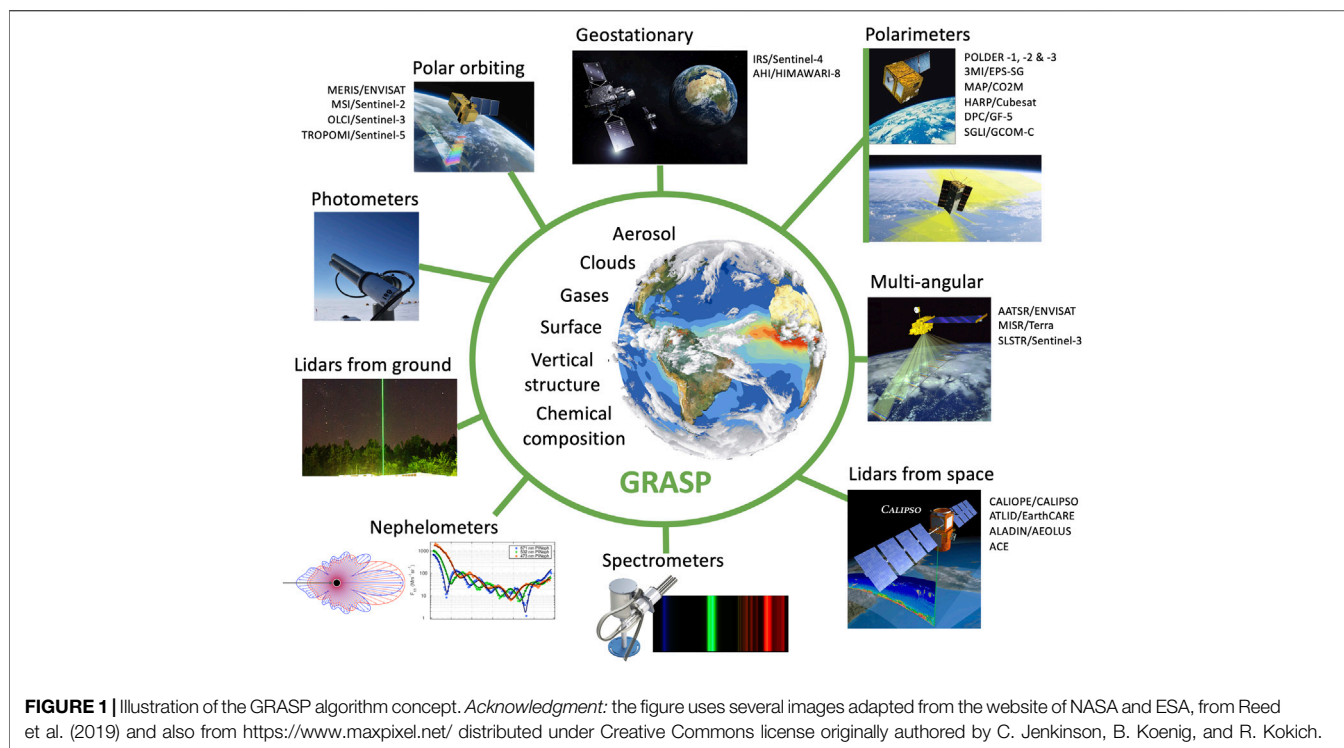 Geostationary
IRS/Sentinel-4
AHI/HIMAWARI-8
Polarimeters
POLDER -1, -2 & -3
3MI/EPS-SG
MAP/CO2M
HARP/Cubesat
DPC/GF-5
SGLI/GCOM-C
Polar orbiting
MERIS/ENVISAT
MSI/Sentinel-2
OLCI/Sentinel-3
TROPOMI/Sentinel-5
Photometers
Aerosol
Clouds
Gases
Surface
Vertical
structure
Chemical
composition
GRASP
Multi-angular
AATSR/ENVISAT
MISR/Terra
SLSTR/Sentinel-3
Lidars from ground
Lidars from space
CALIPSO
CALIOPE/CALIPSO
ATLID/EarthCARE
ALADIN/AEOLUS
ACE
Nephelometers
1000
100
10
1
Spectrometers
FIGURE 1 | Illustration of the GRASP algorithm concept. Acknowledgment: the figure uses several images adapted from the website of NASA and ESA, from Reed
et al. (2019) and also from https://www.maxpixel.net/ distributed under Creative Commons license originally authored by C. Jenkinson, B. Koenig, and R. Kokich.